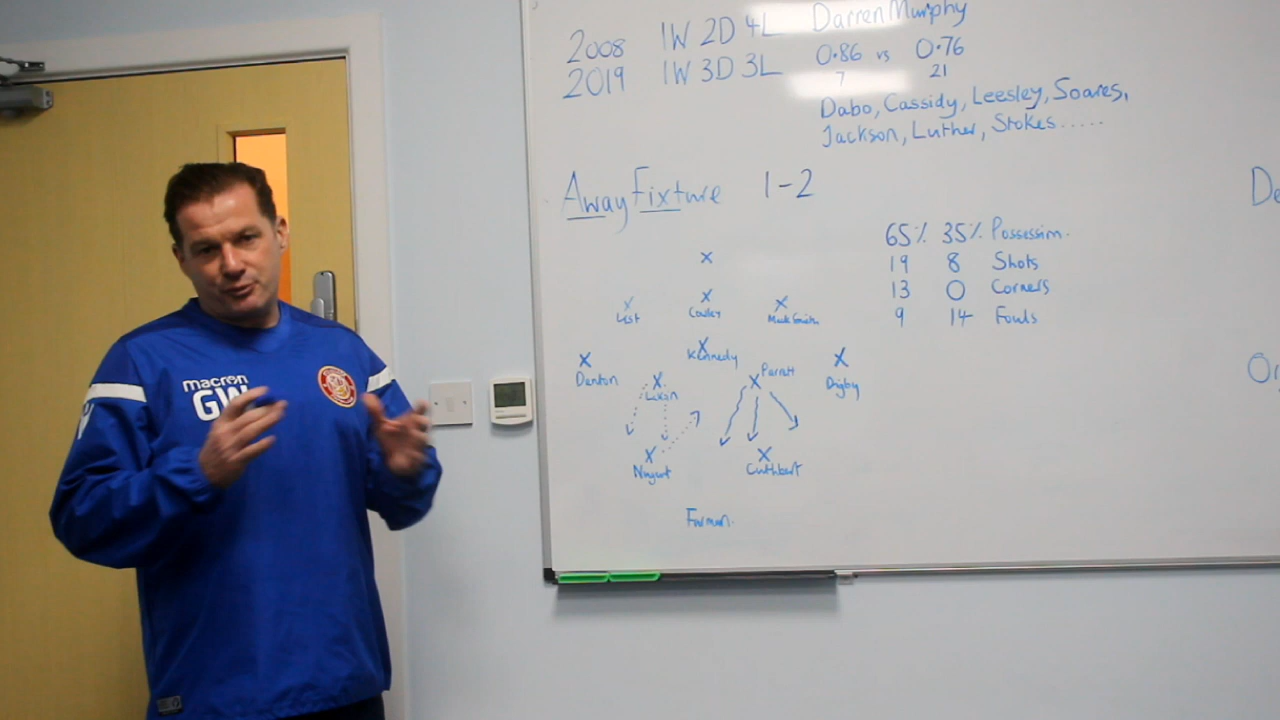 2008 1W 2D 4L Darren Murphy
2019 1W 3D 3L 0.86 vs 0.76
7 21
Dabo, Cassidy, Leesley, Soares,
Jackson, Luther, Stokes.....
Away Fixture 1-2
65% 35% Possession.
19 8 Shots
13 0 Corners
9 14 Fouls
List Cowley Mark Smith
Kennedy
Denton Parrett Digby
Nugent Cuthbert
macron
GW
De